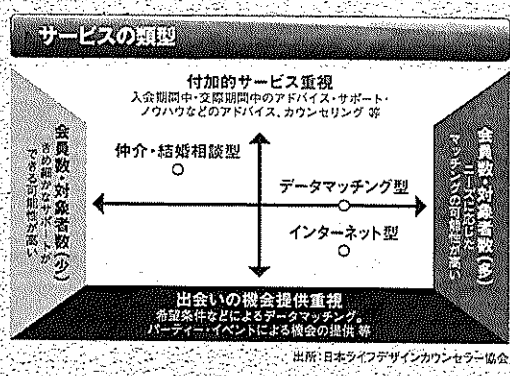 サービスの類型
付加的サービス重視
入会期間中・交際期間中のアドバイス・サポート・
ノウハウなどのアドバイス、カウンセリング 等
会員数・対象者数(少)
きめ細かなサポートが
できる可能性が高い
仲介・結婚相談型
データマッチング型
インターネット型
会員数・対象者数(多)
ニーズに応じた
マッチングの可能性が高い
出会いの機会提供重視
希望条件などによるデータマッチング。
パーティー・イベントによる機会の提供 等
出所:日本ライフデザインカウンセラー協会